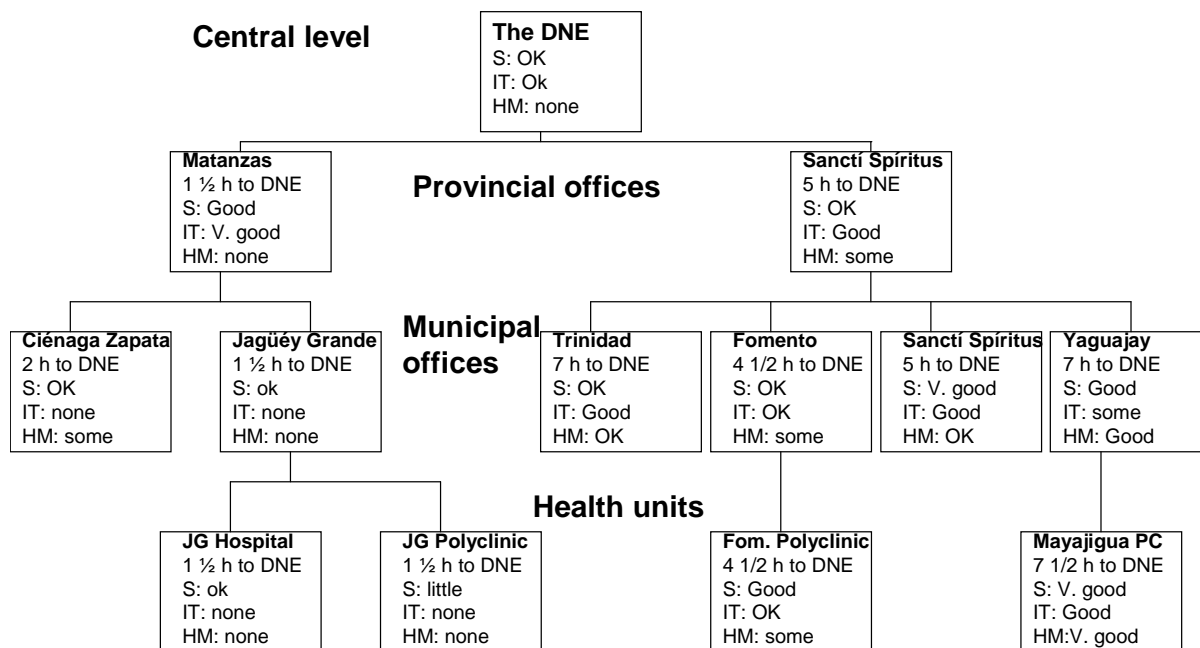 Central level
The DNE
S: OK
IT: Ok
HM: none
Matanzas
1 ½ h to DNE
S: Good
IT: V. good
HM: none
Provincial offices
Sanctí Spíritus
5 h to DNE
S: OK
IT: Good
HM: some
Ciénaga Zapata
2 h to DNE
S: OK
IT: none
HM: some
Jagüéy Grande
1 ½ h to DNE
S: ok
IT: none
HM: none
Municipal
offices
Trinidad
7 h to DNE
S: OK
IT: Good
HM: OK
Fomento
4 1/2 h to DNE
S: OK
IT: OK
HM: some
Sanctí Spíritus
5 h to DNE
S: V. good
IT: Good
HM: OK
Yaguajay
7 h to DNE
S: Good
IT: some
HM: Good
Health units
JG Hospital
1 ½ h to DNE
S: ok
IT: none
HM: none
JG Polyclinic
1 ½ h to DNE
S: little
IT: none
HM: none
Fom. Polyclinic
4 1/2 h to DNE
S: Good
IT: OK
HM: some
Mayajigua PC
7 1/2 h to DNE
S: V. good
IT: Good
HM:V. good